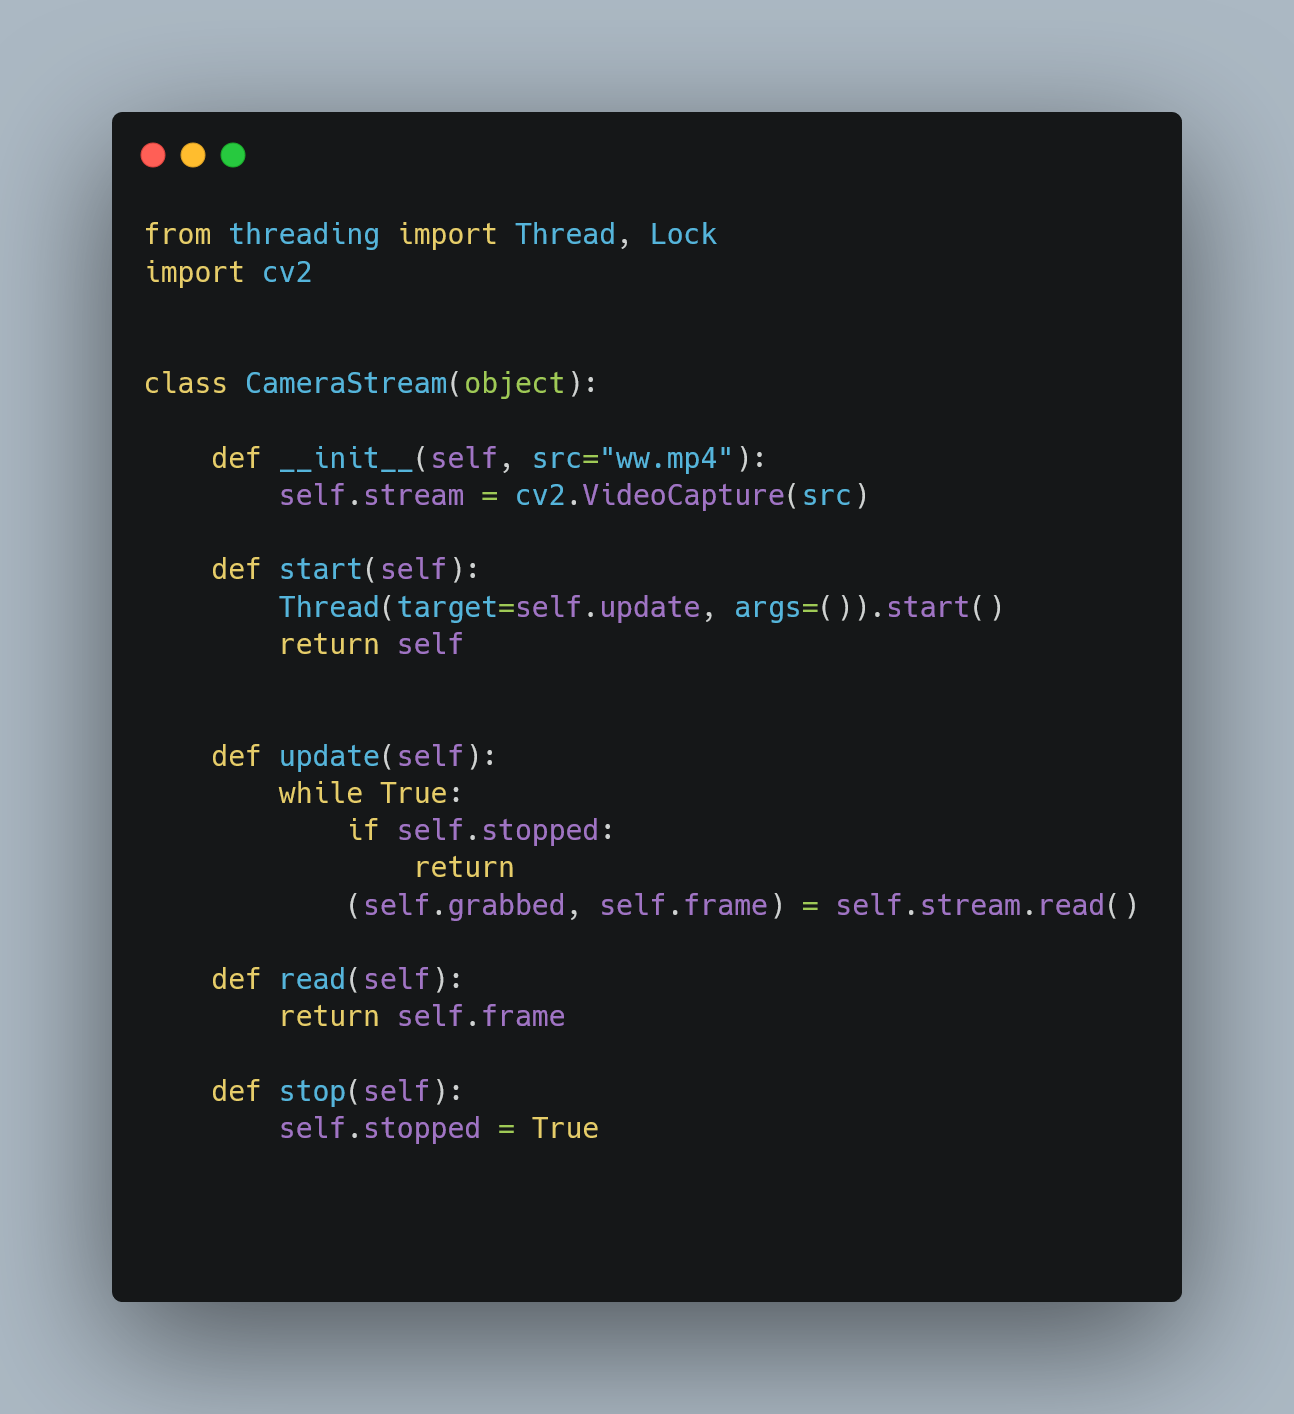 from threading import Thread, Lock
import cv2
class CameraStream(object):
    def __init__(self, src="ww.mp4"):
        self.stream = cv2.VideoCapture(src)
    def start(self):
        Thread(target=self.update, args=()).start()
        return self
    def update(self):
        while True:
            if self.stopped:
                return
            (self.grabbed, self.frame) = self.stream.read()
    def read(self):
        return self.frame
    def stop(self):
        self.stopped = True